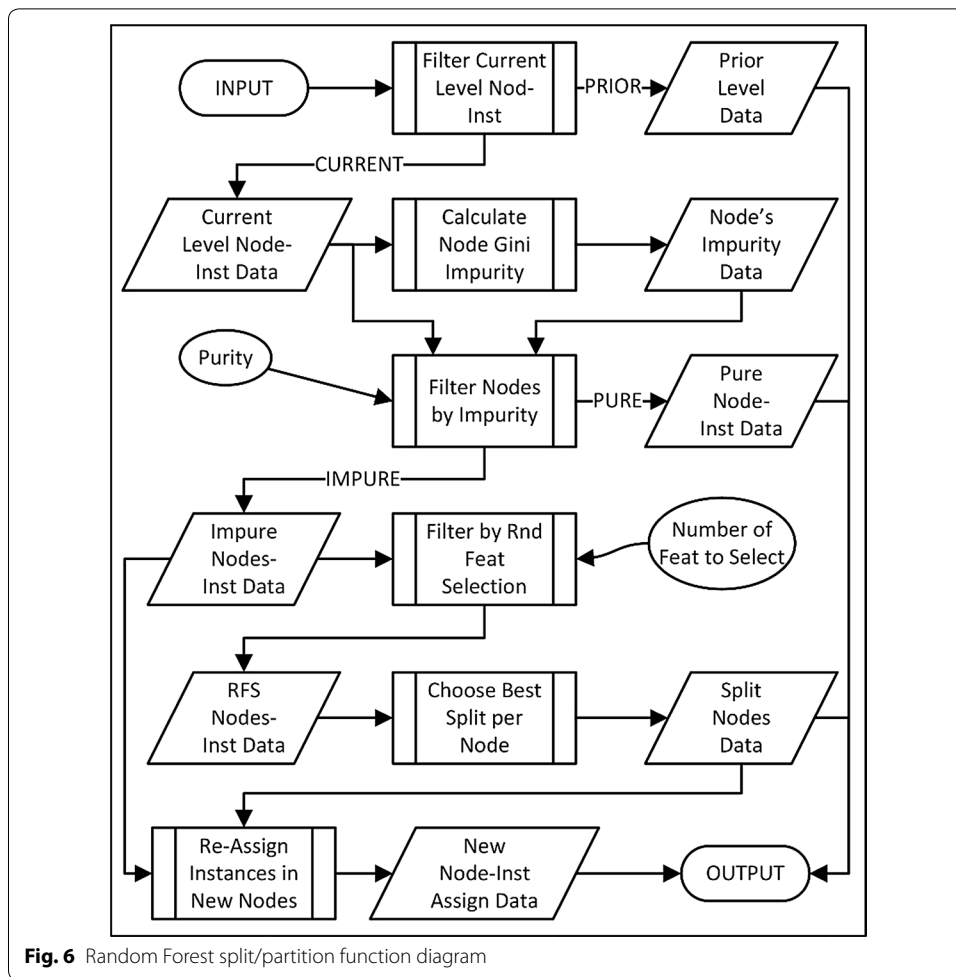 INPUT
Filter Current
Level Nod-
Inst
PRIOR
Prior
Level
Data
CURRENT
Current
Level Node-
Inst Data
Calculate
Node Gini
Impurity
Node's
Impurity
Data
Purity
Filter Nodes
by Impurity
PURE
Pure
Node-
Inst Data
IMPURE
Impure
Nodes-
Inst Data
Filter by Rnd
Feat
Selection
Number of
Feat to Select
RFS
Nodes-
Inst Data
Choose Best
Split per
Node
Split
Nodes
Data
Re-Assign
Instances in
New Nodes
New
Node-Inst
Assign Data
OUTPUT
Fig. 6 Random Forest split/partition function diagram